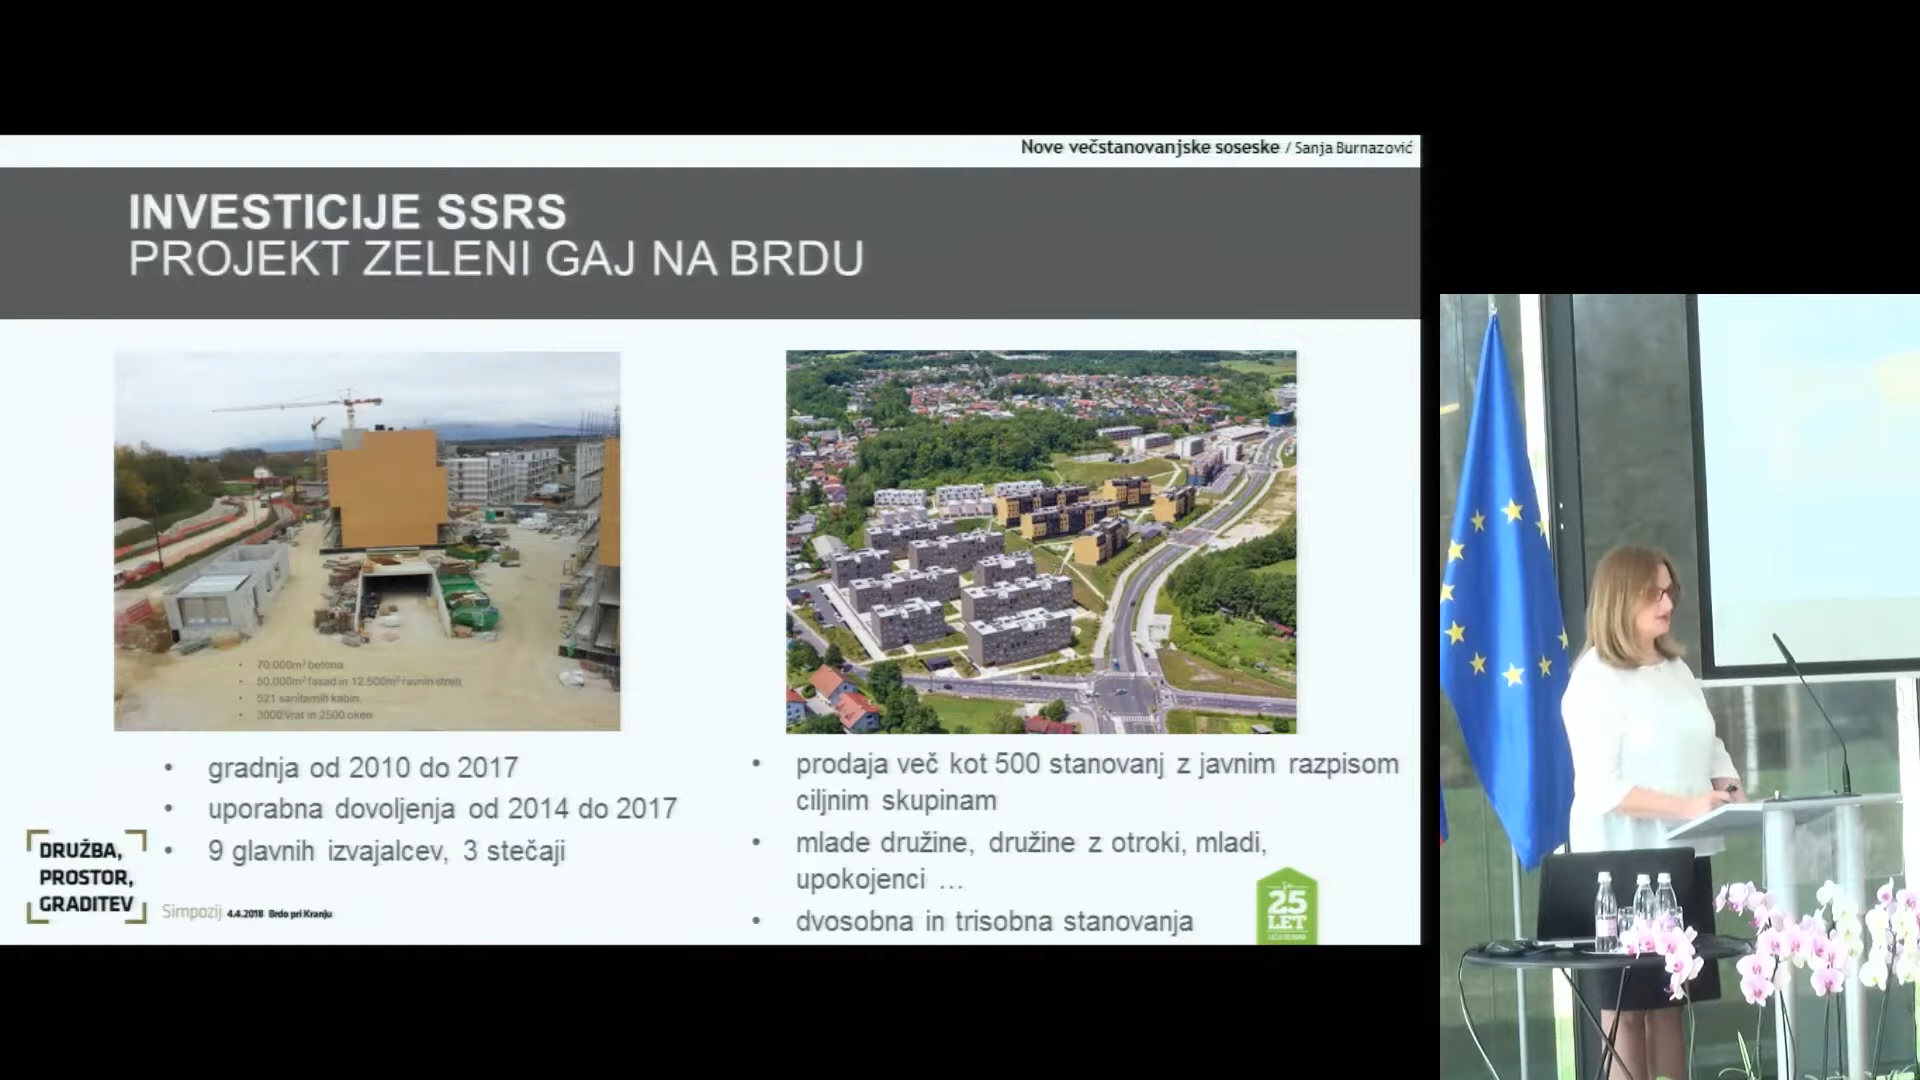 Nove večstanovanjske soseske / Sanja Burnazović
INVESTICIJE SSRS
PROJEKT ZELENI GAJ NA BRDU
• 70.000m³ betona
• 50.000m² fasad in 12.500m² ravnih streh
• 521 sanitarnih kabin
• 3000 vrat in 2500 oken
• gradnja od 2010 do 2017
• uporabna dovoljenja od 2014 do 2017
• 9 glavnih izvajalcev, 3 stečaji
• prodaja več kot 500 stanovanj z javnim razpisom
ciljnim skupinam
• mlade družine, družine z otroki, mladi,
upokojenci ...
• dvosobna in trisobna stanovanja
DRUŽBA,
PROSTOR,
GRADITEV
Simpozij 4.4.2018 Brdo pri Kranju
25
LET